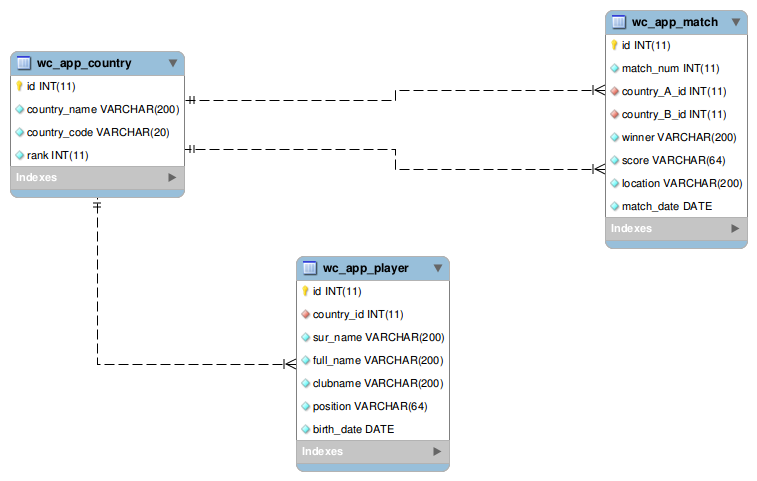 wc_app_country
id INT(11)
country_name VARCHAR(200)
country_code VARCHAR(20)
rank INT(11)
Indexes
wc_app_match
id INT(11)
match_num INT(11)
country_A_id INT(11)
country_B_id INT(11)
winner VARCHAR(200)
score VARCHAR(64)
location VARCHAR(200)
match_date DATE
Indexes
wc_app_player
id INT(11)
country_id INT(11)
sur_name VARCHAR(200)
full_name VARCHAR(200)
clubname VARCHAR(200)
position VARCHAR(64)
birth_date DATE
Indexes